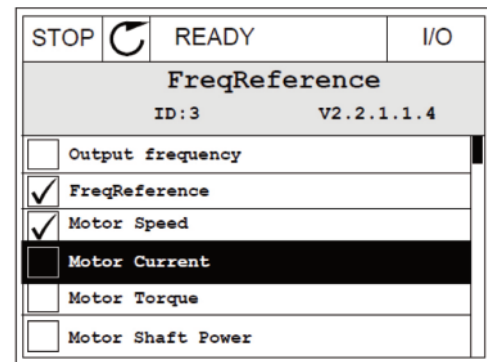 STOP READY I/O
FreqReference
ID:3 V2.2.1.1.4
Output frequency
FreqReference
Motor Speed
Motor Current
Motor Torque
Motor Shaft Power